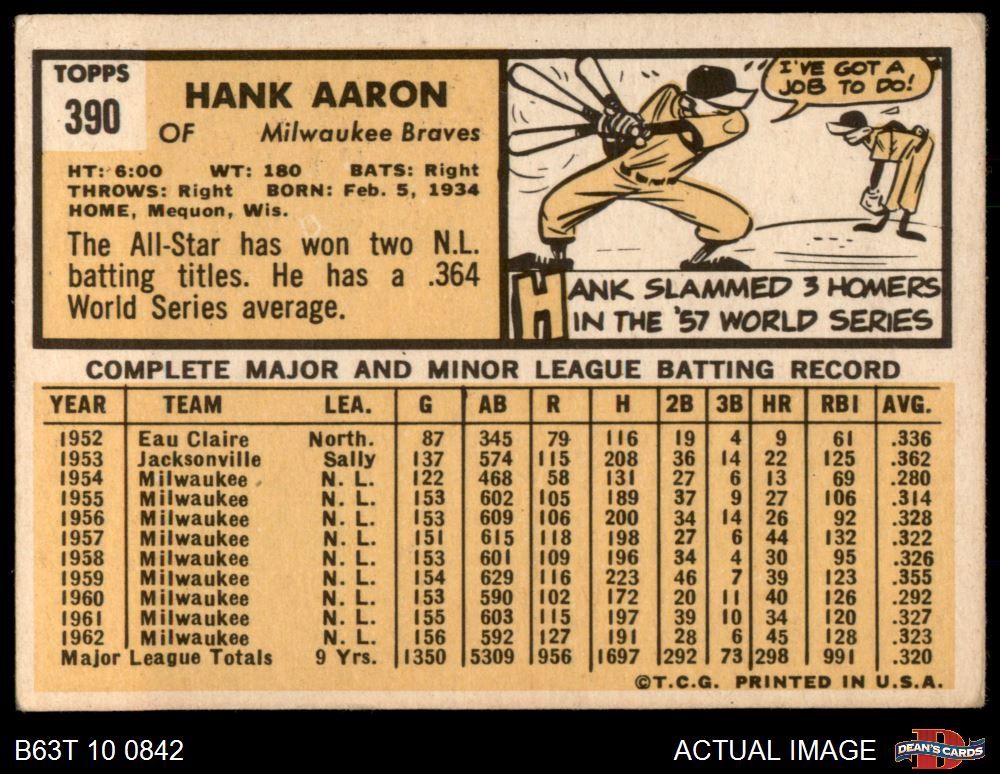 TOPPS
390
HANK AARON
OF Milwaukee Braves
HT: 6:00 WT: 180 BATS: Right
THROWS: Right BORN: Feb. 5, 1934
HOME, Mequon, Wis.
The All-Star has won two N.L.
batting titles. He has a .364
World Series average.
I'VE GOT A
JOB TO DO!
HANK SLAMMED 3 HOMERS
IN THE '57 WORLD SERIES
COMPLETE MAJOR AND MINOR LEAGUE BATTING RECORD
YEAR TEAM LEA. G AB R H 2B 3B HR RBI AVG.
1952 Eau Claire North. 87 345 79 116 19 4 9 61 .336
1953 Jacksonville Sally 137 574 115 208 36 14 22 125 .362
1954 Milwaukee N. L. 122 468 58 131 27 6 13 69 .280
1955 Milwaukee N. L. 153 602 105 189 37 9 27 106 .314
1956 Milwaukee N. L. 153 609 106 200 34 14 26 92 .328
1957 Milwaukee N. L. 151 615 118 198 27 6 44 132 .322
1958 Milwaukee N. L. 153 601 109 196 34 4 30 95 .326
1959 Milwaukee N. L. 154 629 116 223 46 7 39 123 .355
1960 Milwaukee N. L. 153 590 102 172 20 11 40 126 .292
1961 Milwaukee N. L. 155 603 115 197 39 10 34 120 .327
1962 Milwaukee N. L. 156 592 127 191 28 6 45 128 .323
Major League Totals 9 Yrs. 1350 5309 956 1697 292 73 298 991 .320
©T.C.G. PRINTED IN U.S.A.
B63T 10 0842
ACTUAL IMAGE
DEAN'S CARDS